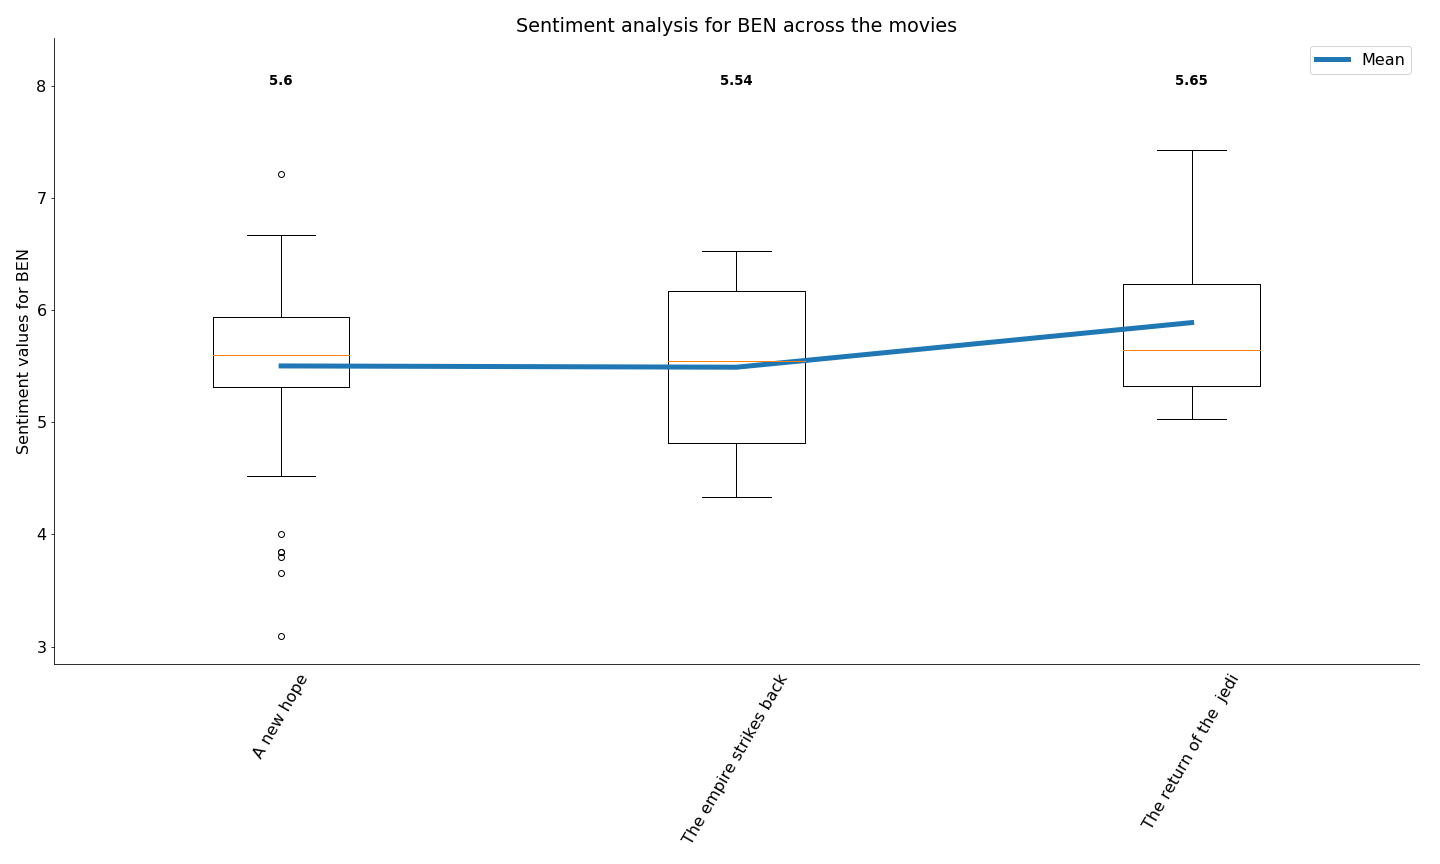 Sentiment analysis for BEN across the movies
Mean
5.6
5.54
5.65
Sentiment values for BEN
8
7
6
5
4
3
A new hope
The empire strikes back
The return of the  jedi